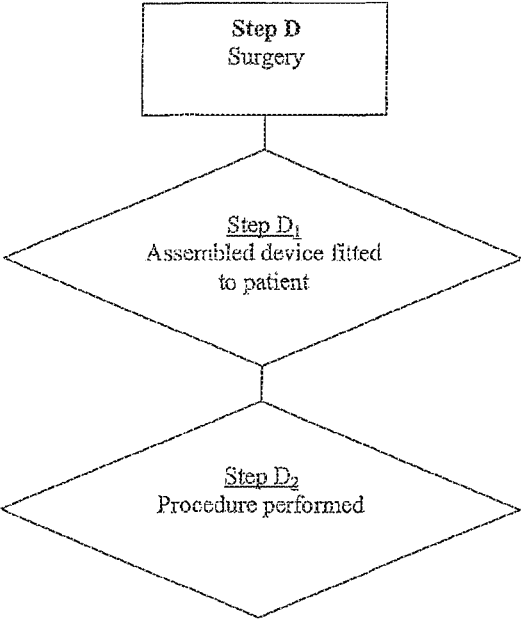 Step D
Surgery
Step D₁
Assembled device fitted
to patient
Step D₂
Procedure performed